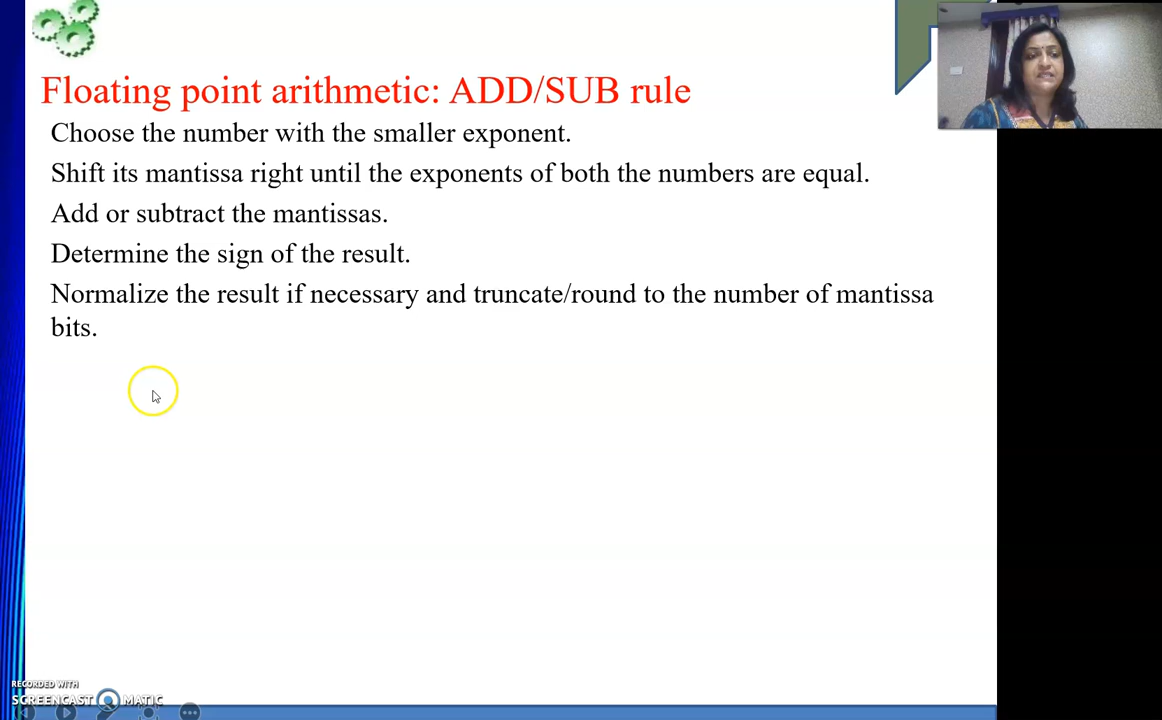 Floating point arithmetic: ADD/SUB rule
Choose the number with the smaller exponent.
Shift its mantissa right until the exponents of both the numbers are equal.
Add or subtract the mantissas.
Determine the sign of the result.
Normalize the result if necessary and truncate/round to the number of mantissa
bits.
RECORDED WITH
SCREENCAST MATIC